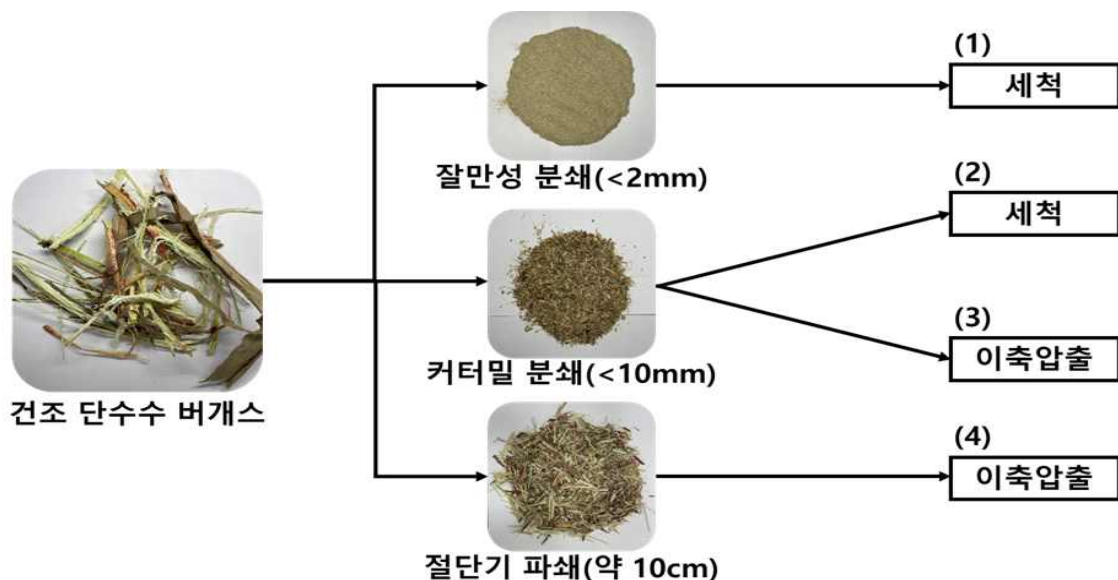 (1)
세척
잘만성 분쇄(<2mm)
(2)
세척
건조 단수수 버개스
커터밀 분쇄(<10mm)
(3)
이축압출
(4)
이축압출
절단기 파쇄(약 10cm)